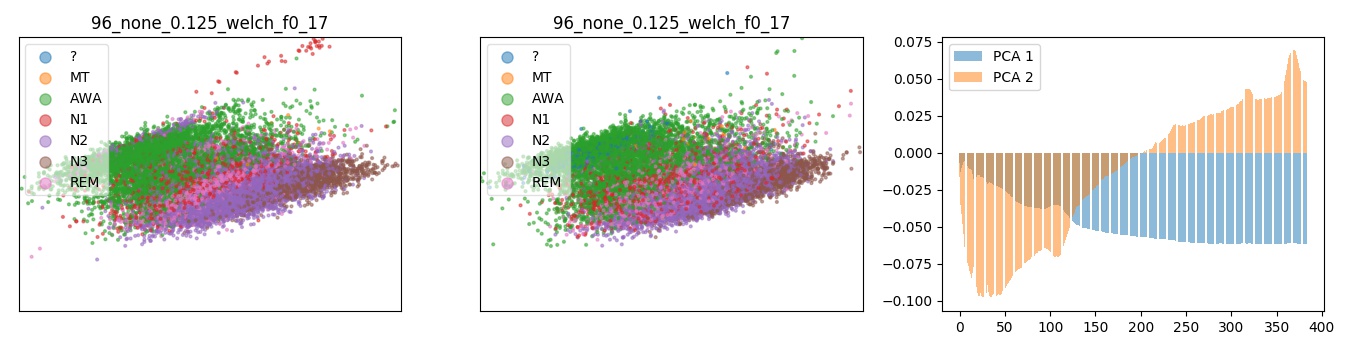 96_none_0.125_welch_f0_17
?
MT
AWA
N1
N2
N3
REM
96_none_0.125_welch_f0_17
?
MT
AWA
N1
N2
N3
REM
PCA 1
PCA 2
0.075
0.050
0.025
0.000
−0.025
−0.050
−0.075
−0.100
0 50 100 150 200 250 300 350 400